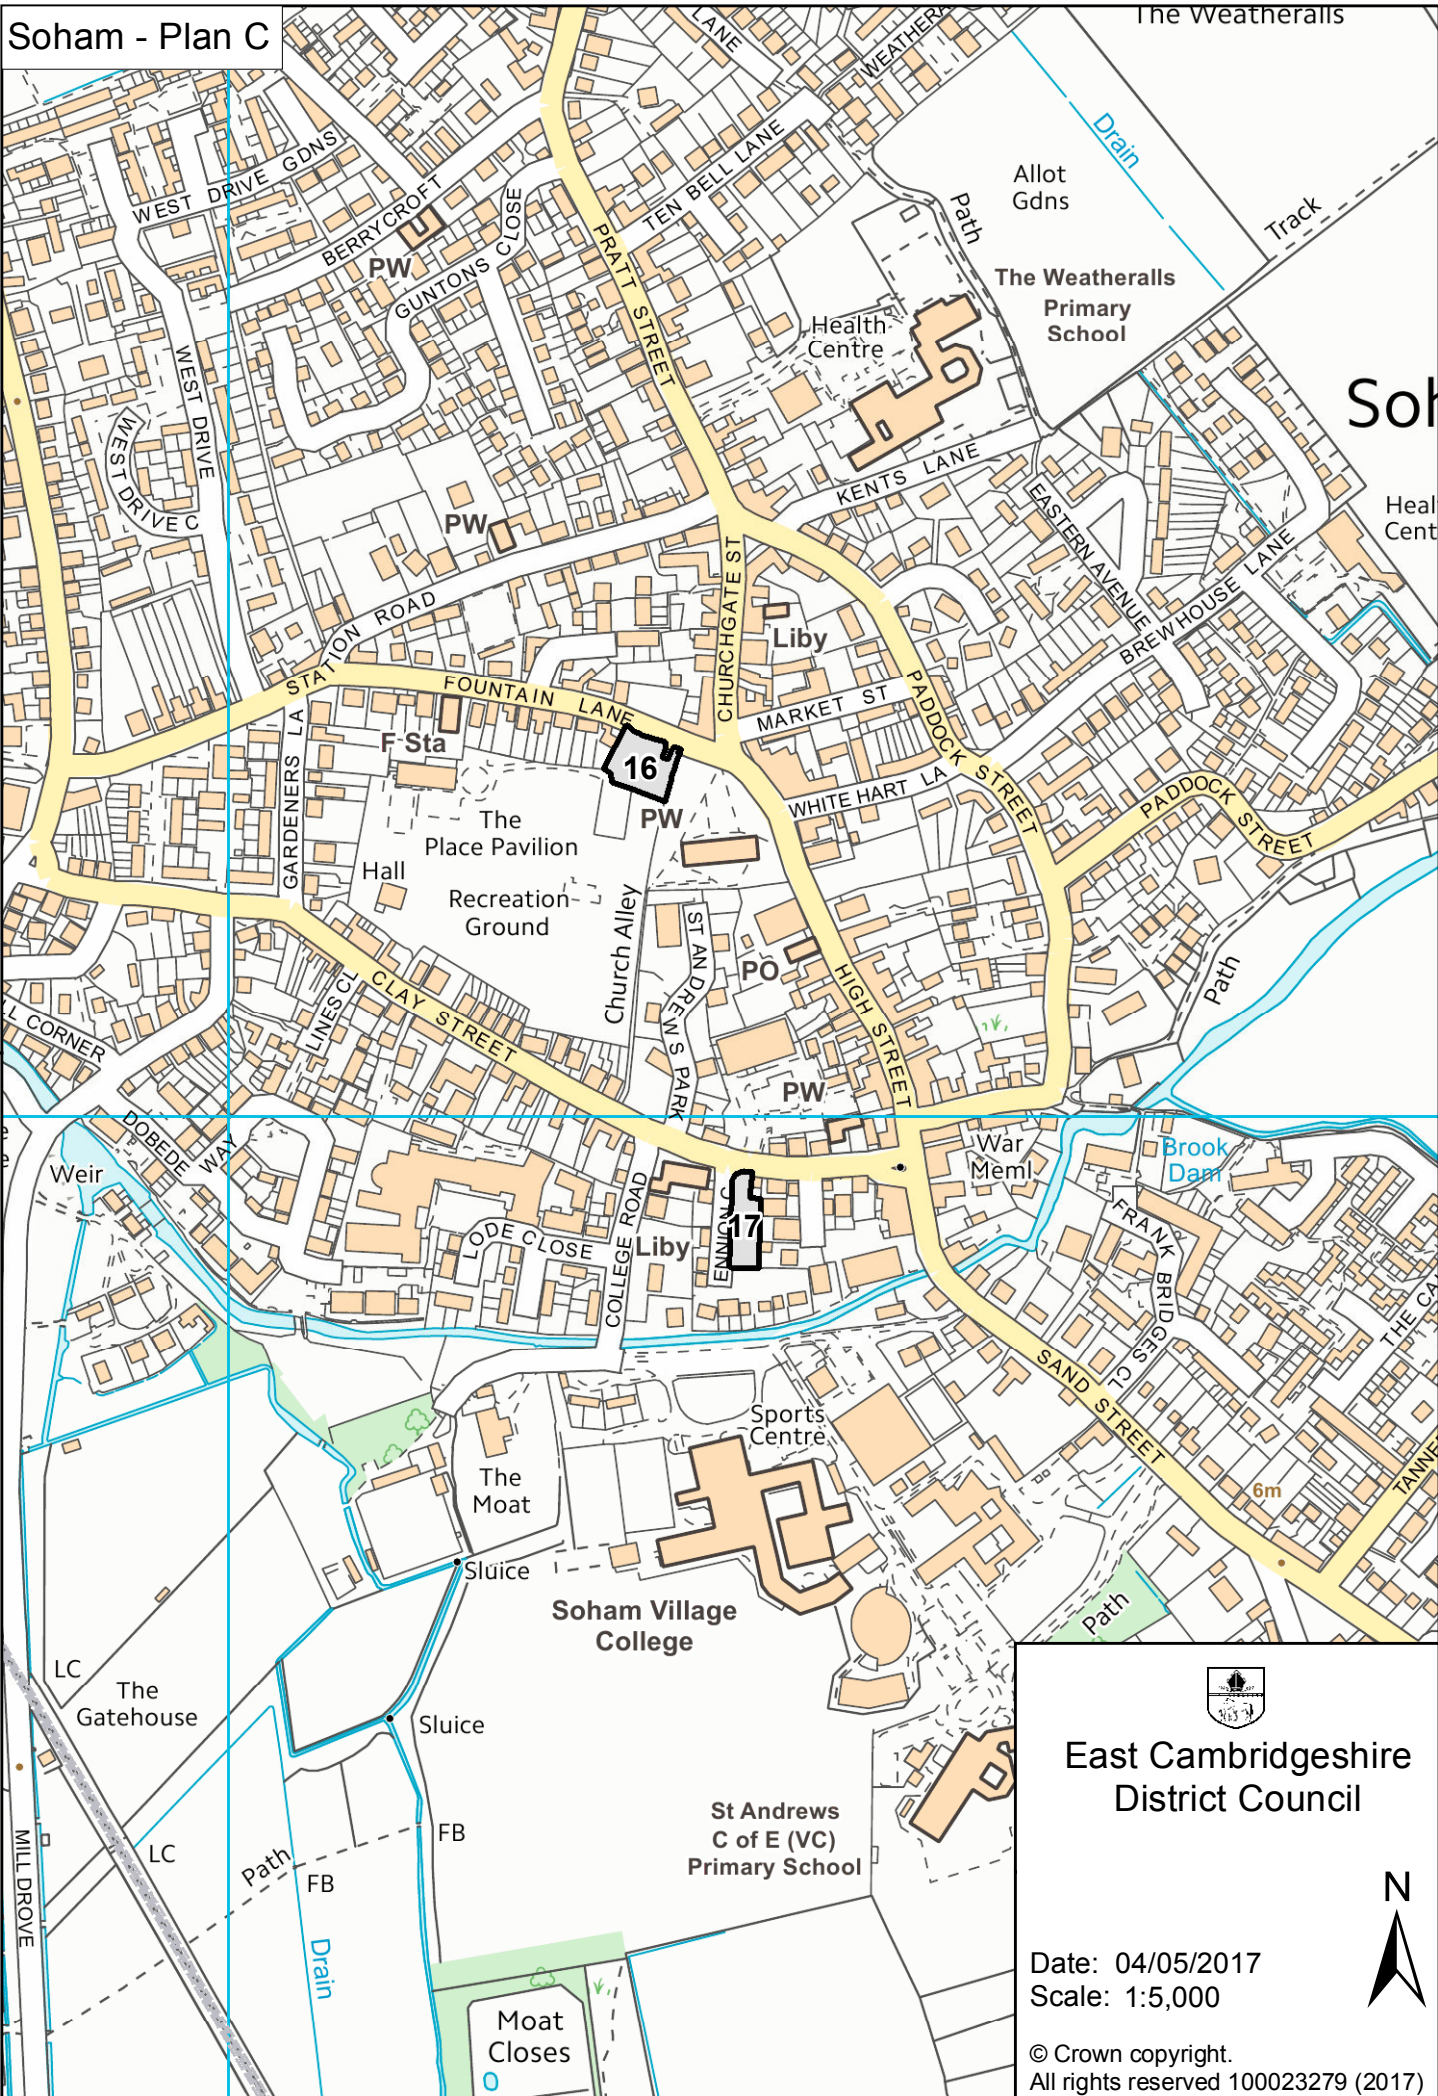 Soham - Plan C
The Weatheralls
LANE
WEATHERA
Drain
WEST DRIVE GDNS
BERRYCROFT
PW
GUNTONS CLOSE
TEN BELL LANE
PRATT STREET
Path
Allot
Gdns
Track
The Weatheralls
Primary
School
Health
Centre
WEST DRIVE
WEST DRIVE C
Soh
KENTS LANE
PW
EASTERN AVENUE
Heal
Cent
BREWHOUSE LANE
STATION ROAD
CHURCHGATE ST
Liby
FOUNTAIN LANE
MARKET ST
PADDOCK STREET
GARDENERS LA
F Sta
16
PW
WHITE HART LA
PADDOCK STREET
The
Place Pavilion
Hall
Recreation
Ground
Church Alley
ST ANDREWS PARK
PO
HIGH STREET
Path
LINES CL
CLAY STREET
LL CORNER
PW
DOBEDE WAY
Weir
War
Meml
Brook
Dam
LODE CLOSE
COLLEGE ROAD
Liby
ENNION C
17
FRANK BRIDGES CL
THE CA
SAND STREET
Sports
Centre
The
Moat
6m
TANNE
Sluice
Soham Village
College
Path
LC
The
Gatehouse
Sluice
St Andrews
C of E (VC)
Primary School
FB
LC
Path
FB
MILL DROVE
Drain
Moat
Closes
East Cambridgeshire
District Council
N
Date: 04/05/2017
Scale: 1:5,000
© Crown copyright.
All rights reserved 100023279 (2017)